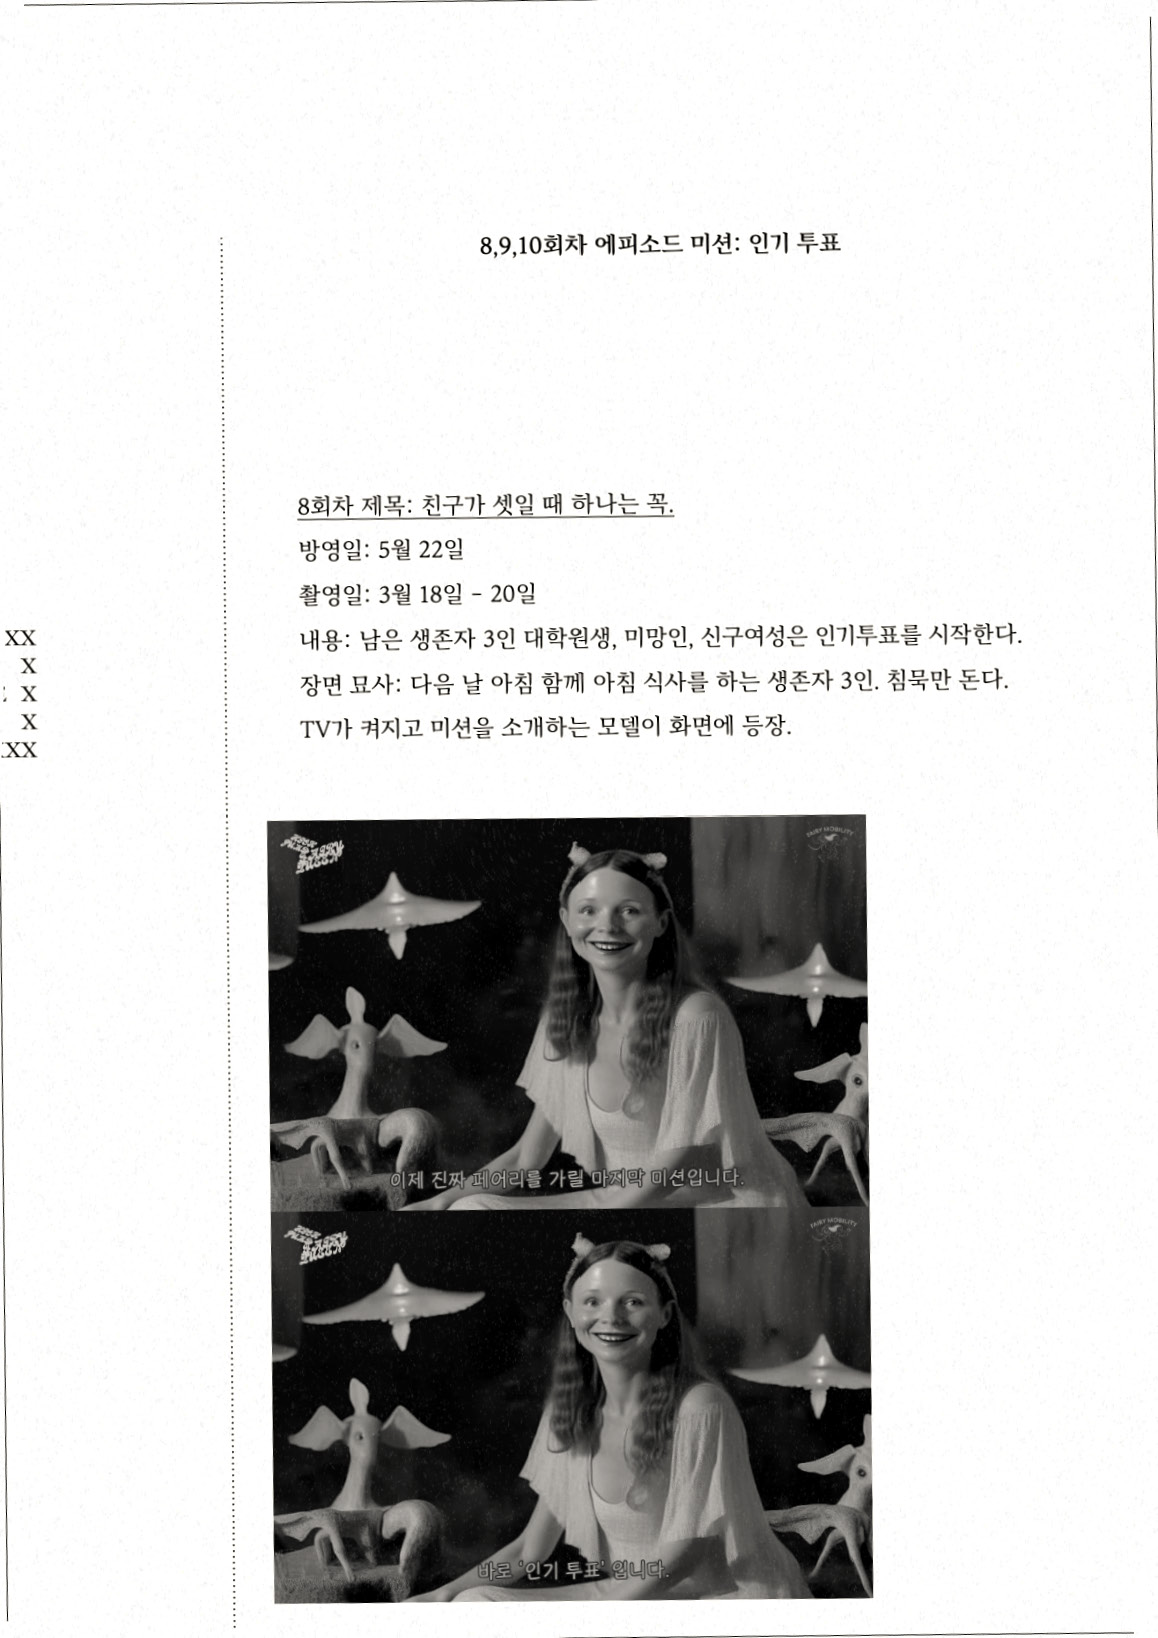 8,9,10회차 에피소드 미션: 인기 투표
8회차 제목: 친구가 셋일 때 하나는 꼭.
방영일: 5월 22일
촬영일: 3월 18일 - 20일
내용: 남은 생존자 3인 대학원생, 미망인, 신구여성은 인기투표를 시작한다.
장면 묘사: 다음 날 아침 함께 아침 식사를 하는 생존자 3인. 침묵만 돈다.
TV가 켜지고 미션을 소개하는 모델이 화면에 등장.
XX
X
X
X
XX
FAIRY MOBILITY
이제 진짜 페어리를 가릴 마지막 미션입니다.
FAIRY MOBILITY
바로 '인기 투표' 입니다.